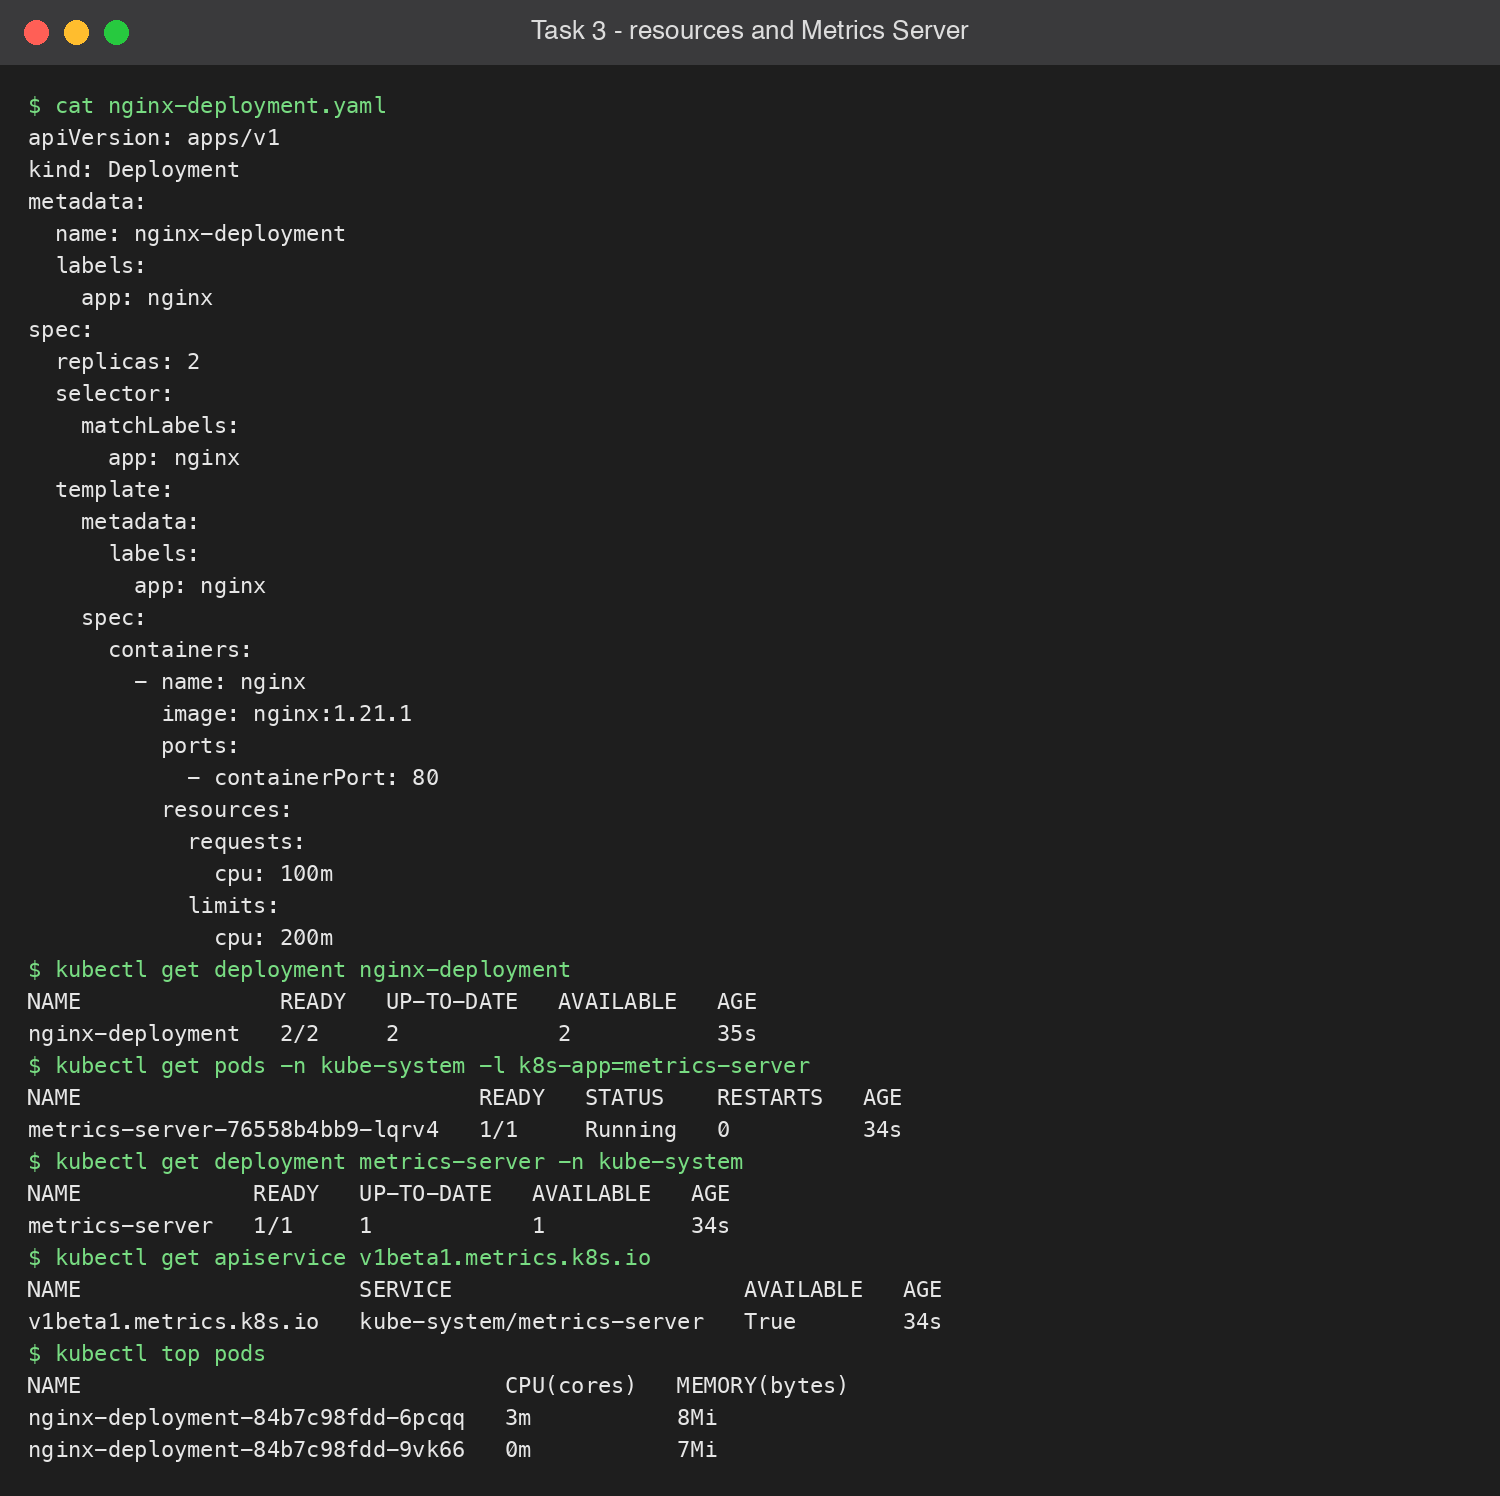 Task 3 - resources and Metrics Server
$ cat nginx-deployment.yaml
apiVersion: apps/v1
kind: Deployment
metadata:
  name: nginx-deployment
  labels:
    app: nginx
spec:
  replicas: 2
  selector:
    matchLabels:
      app: nginx
  template:
    metadata:
      labels:
        app: nginx
    spec:
      containers:
        - name: nginx
          image: nginx:1.21.1
          ports:
            - containerPort: 80
          resources:
            requests:
              cpu: 100m
            limits:
              cpu: 200m
$ kubectl get deployment nginx-deployment
NAME               READY   UP-TO-DATE   AVAILABLE   AGE
nginx-deployment   2/2     2            2           35s
$ kubectl get pods -n kube-system -l k8s-app=metrics-server
NAME                              READY   STATUS    RESTARTS   AGE
metrics-server-76558b4bb9-lqrv4   1/1     Running   0          34s
$ kubectl get deployment metrics-server -n kube-system
NAME             READY   UP-TO-DATE   AVAILABLE   AGE
metrics-server   1/1     1            1           34s
$ kubectl get apiservice v1beta1.metrics.k8s.io
NAME                     SERVICE                      AVAILABLE   AGE
v1beta1.metrics.k8s.io   kube-system/metrics-server   True        34s
$ kubectl top pods
NAME                                CPU(cores)   MEMORY(bytes)
nginx-deployment-84b7c98fdd-6pcqq   3m           8Mi
nginx-deployment-84b7c98fdd-9vk66   0m           7Mi